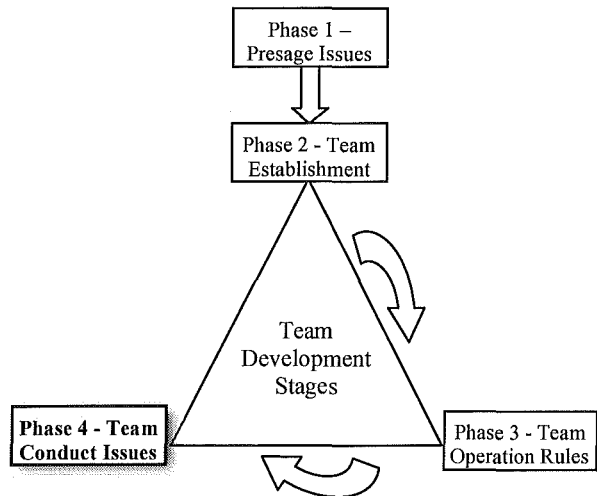 Phase 1 –
Presage Issues
Phase 2 - Team
Establishment
Team
Development
Stages
Phase 4 - Team
Conduct Issues
Phase 3 - Team
Operation Rules